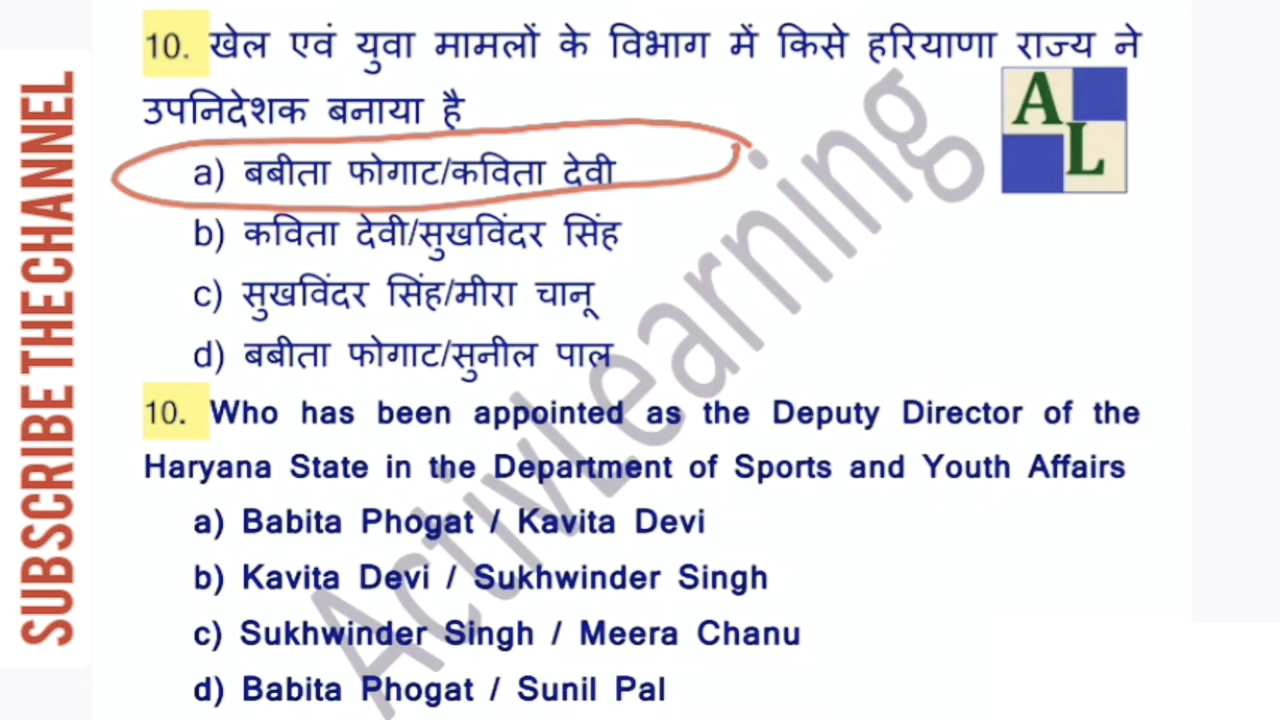 SUBSCRIBE THE CHANNEL
10. खेल एवं युवा मामलों के विभाग में किसे हरियाणा राज्य ने
उपनिदेशक बनाया है
a) बबीता फोगाट/कविता देवी
b) कविता देवी/सुखविंदर सिंह
c) सुखविंदर सिंह/मीरा चानू
d) बबीता फोगाट/सुनील पाल
10. Who has been appointed as the Deputy Director of the
Haryana State in the Department of Sports and Youth Affairs
a) Babita Phogat / Kavita Devi
b) Kavita Devi / Sukhwinder Singh
c) Sukhwinder Singh / Meera Chanu
d) Babita Phogat / Sunil Pal
A
L
ActivLearning